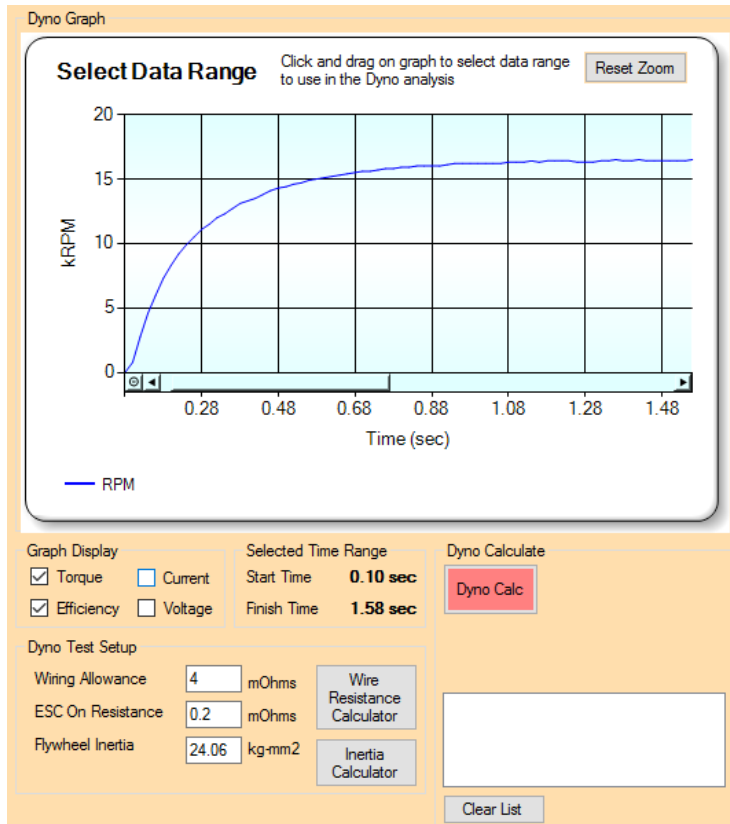 Dyno Graph
Select Data Range
Click and drag on graph to select data range
to use in the Dyno analysis
Reset Zoom
20
15
10
5
0
kRPM
0.28 0.48 0.68 0.88 1.08 1.28 1.48
Time (sec)
RPM
Graph Display
Torque Current
Efficiency Voltage
Selected Time Range
Start Time 0.10 sec
Finish Time 1.58 sec
Dyno Calculate
Dyno Calc
Dyno Test Setup
Wiring Allowance 4 mOhms
ESC On Resistance 0.2 mOhms
Flywheel Inertia 24.06 kg-mm2
Wire
Resistance
Calculator
Inertia
Calculator
Clear List